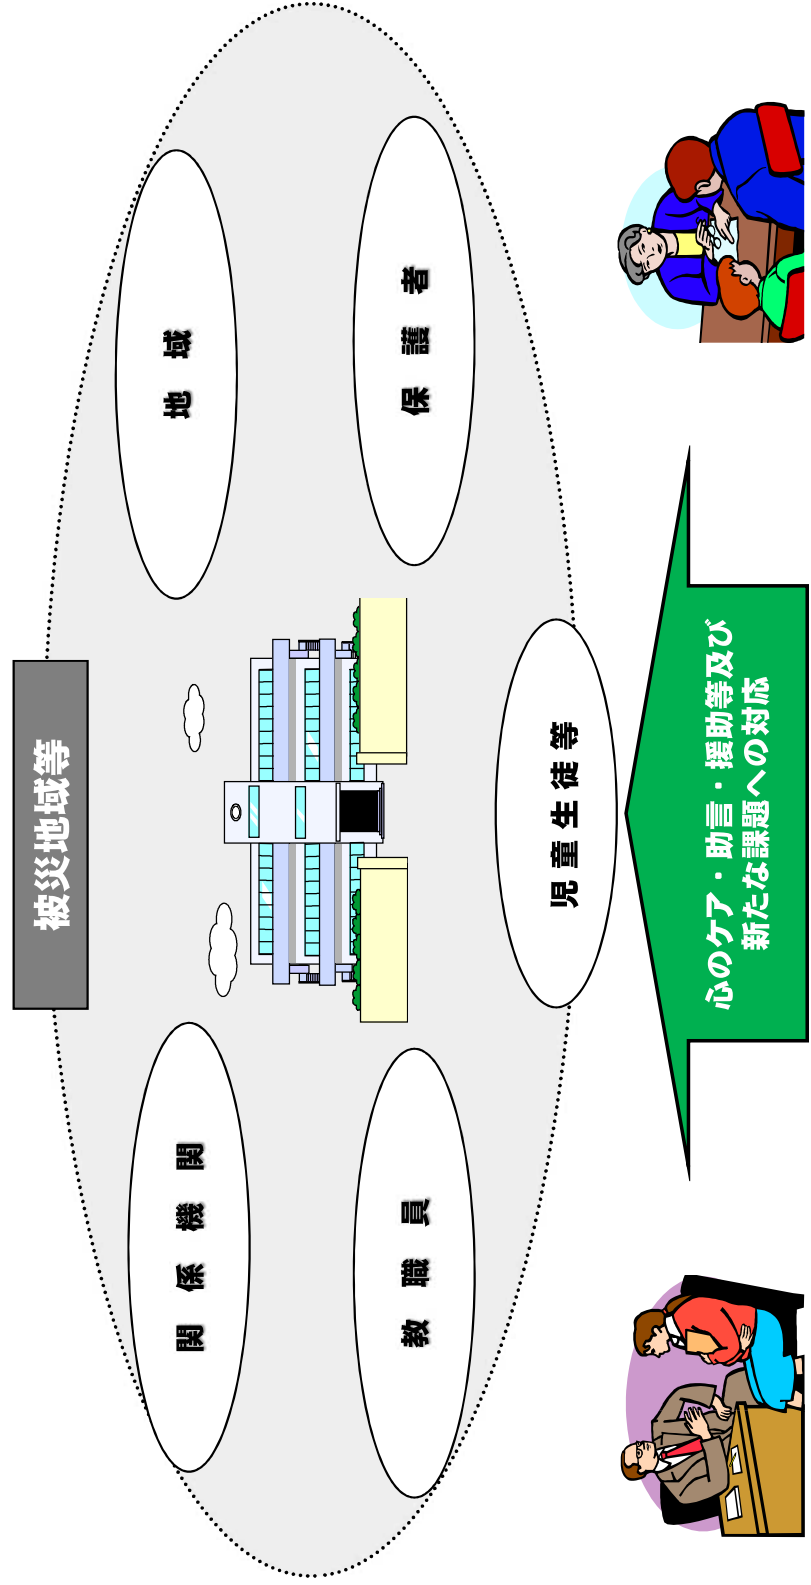 被災地域等
関係機関
地域
教職員
保護者
児童生徒等
心のケア・助言・援助等及び
新たな課題への対応